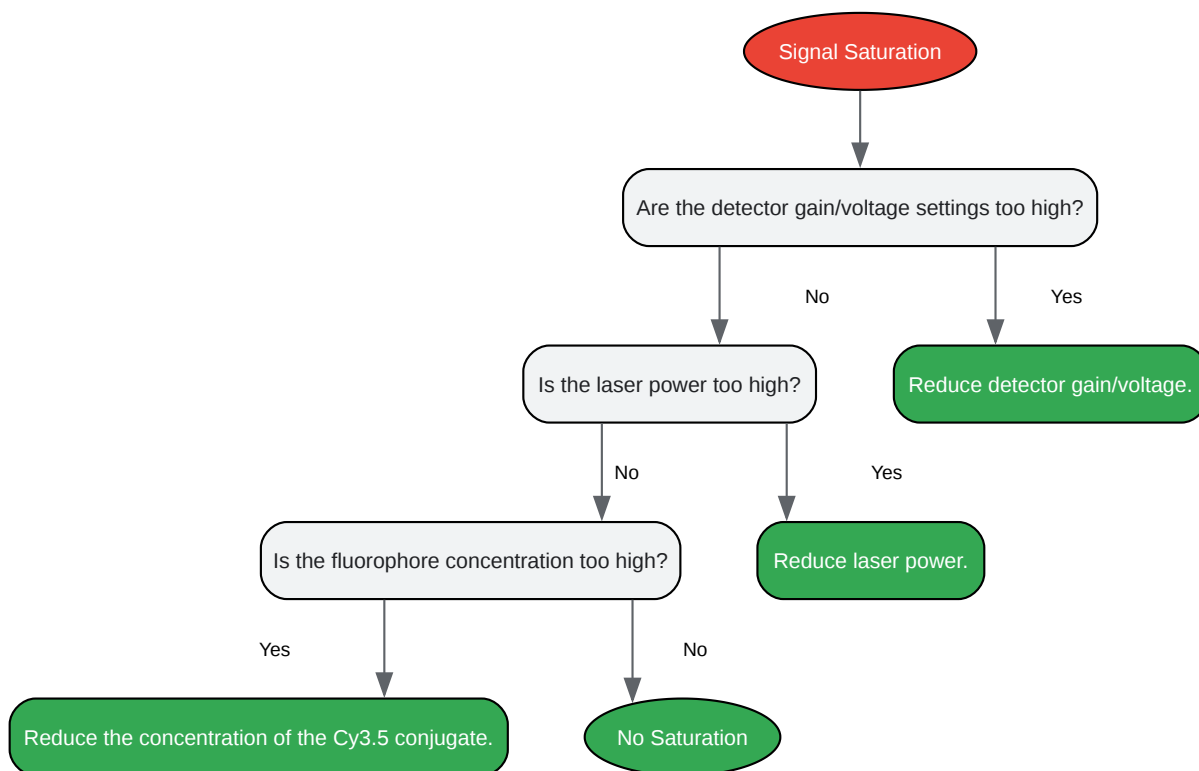 Signal Saturation
Are the detector gain/voltage settings too high?
No
Yes
Is the laser power too high?
Reduce detector gain/voltage.
No
Yes
Is the fluorophore concentration too high?
Reduce laser power.
Yes
No
Reduce the concentration of the Cy3.5 conjugate.
No Saturation